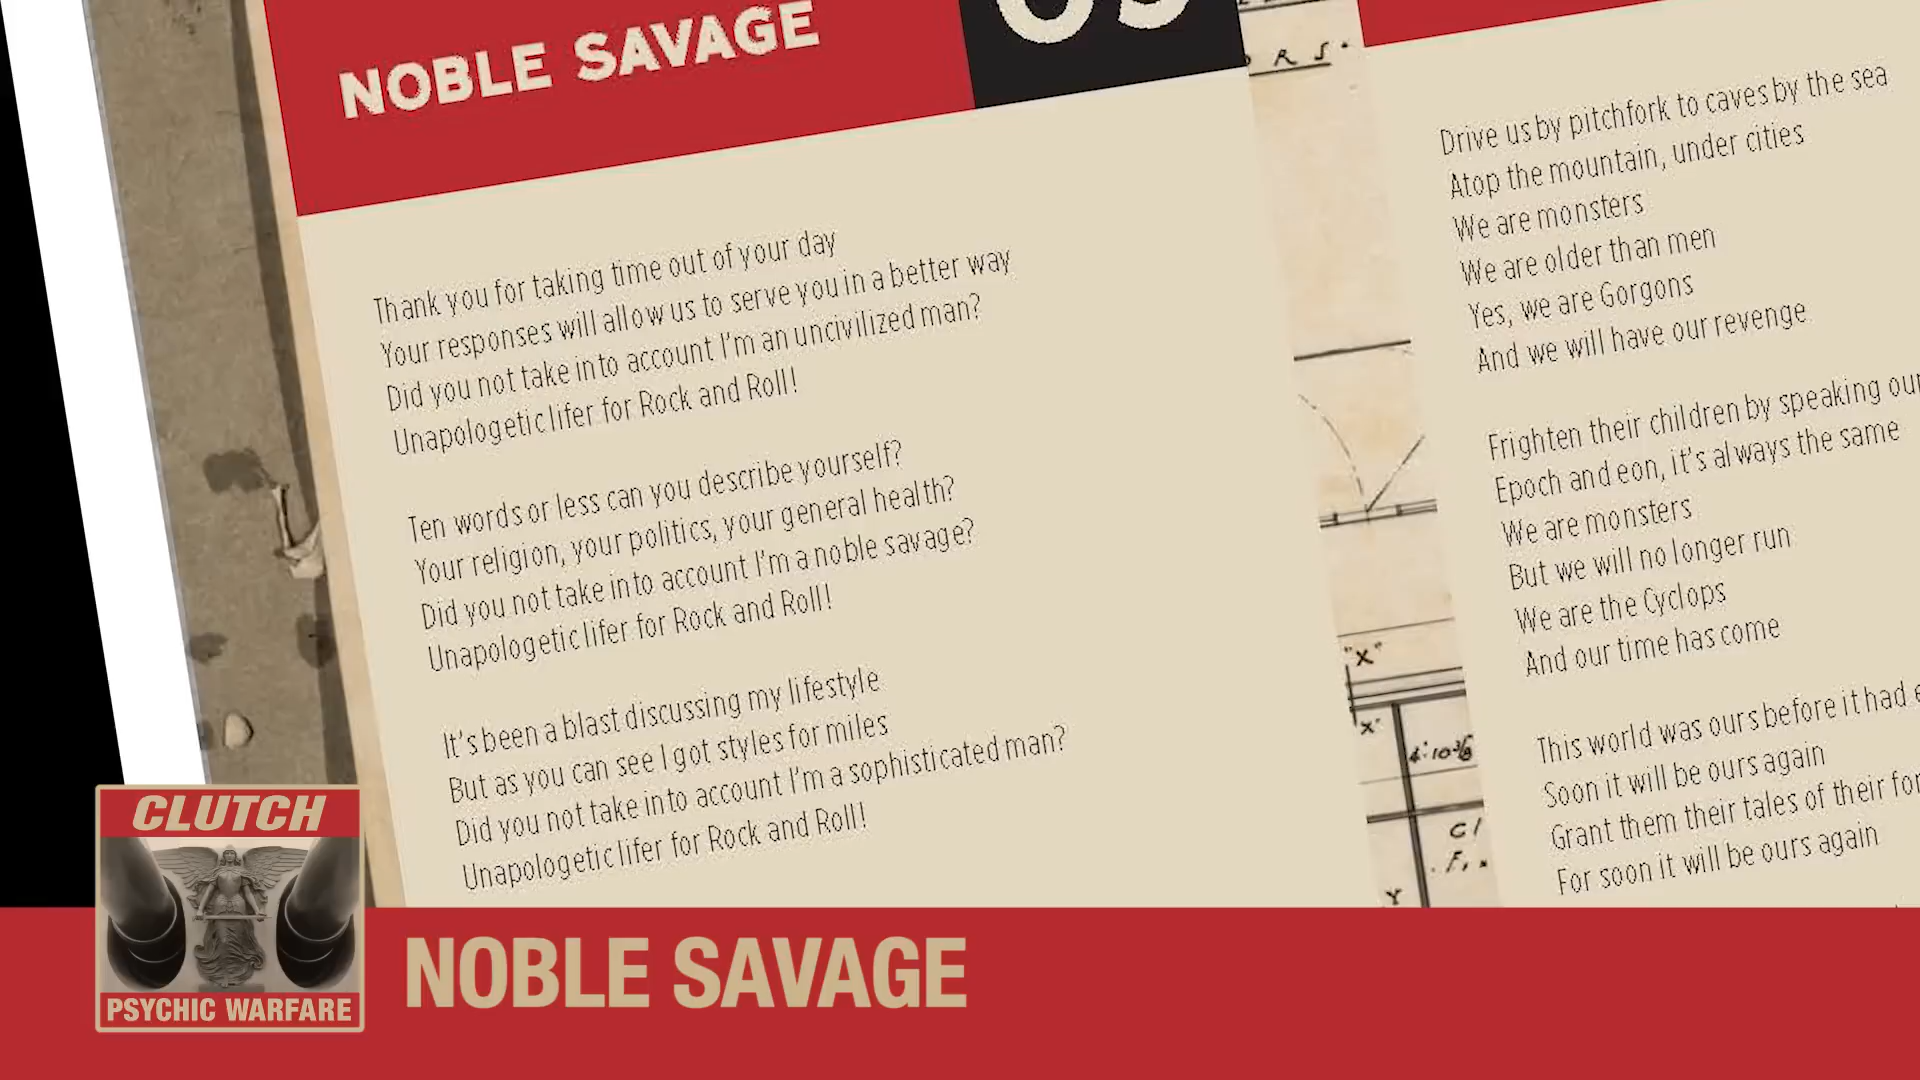 NOBLE SAVAGE
Thank you for taking time out of your day
Your responses will allow us to serve you in a better way
Did you not take into account I'm an uncivilized man?
Unapologetic lifer for Rock and Roll!
Ten words or less can you describe yourself?
Your religion, your politics, your general health?
Did you not take into account I'm a noble savage?
Unapologetic lifer for Rock and Roll!
It's been a blast discussing my lifestyle
But as you can see I got styles for miles
Did you not take into account I'm a sophisticated man?
Unapologetic lifer for Rock and Roll!
ORS.
"X"
"X"
4'-10⅜
Y
Drive us by pitchfork to caves by the sea
Atop the mountain, under cities
We are monsters
We are older than men
Yes, we are Gorgons
And we will have our revenge
Frighten their children by speaking our
Epoch and eon, it's always the same
We are monsters
But we will no longer run
We are the Cyclops
And our time has come
This world was ours before it had
Soon it will be ours again
Grant them their tales of their
For soon it will be ours again
CLUTCH
PSYCHIC WARFARE
NOBLE SAVAGE